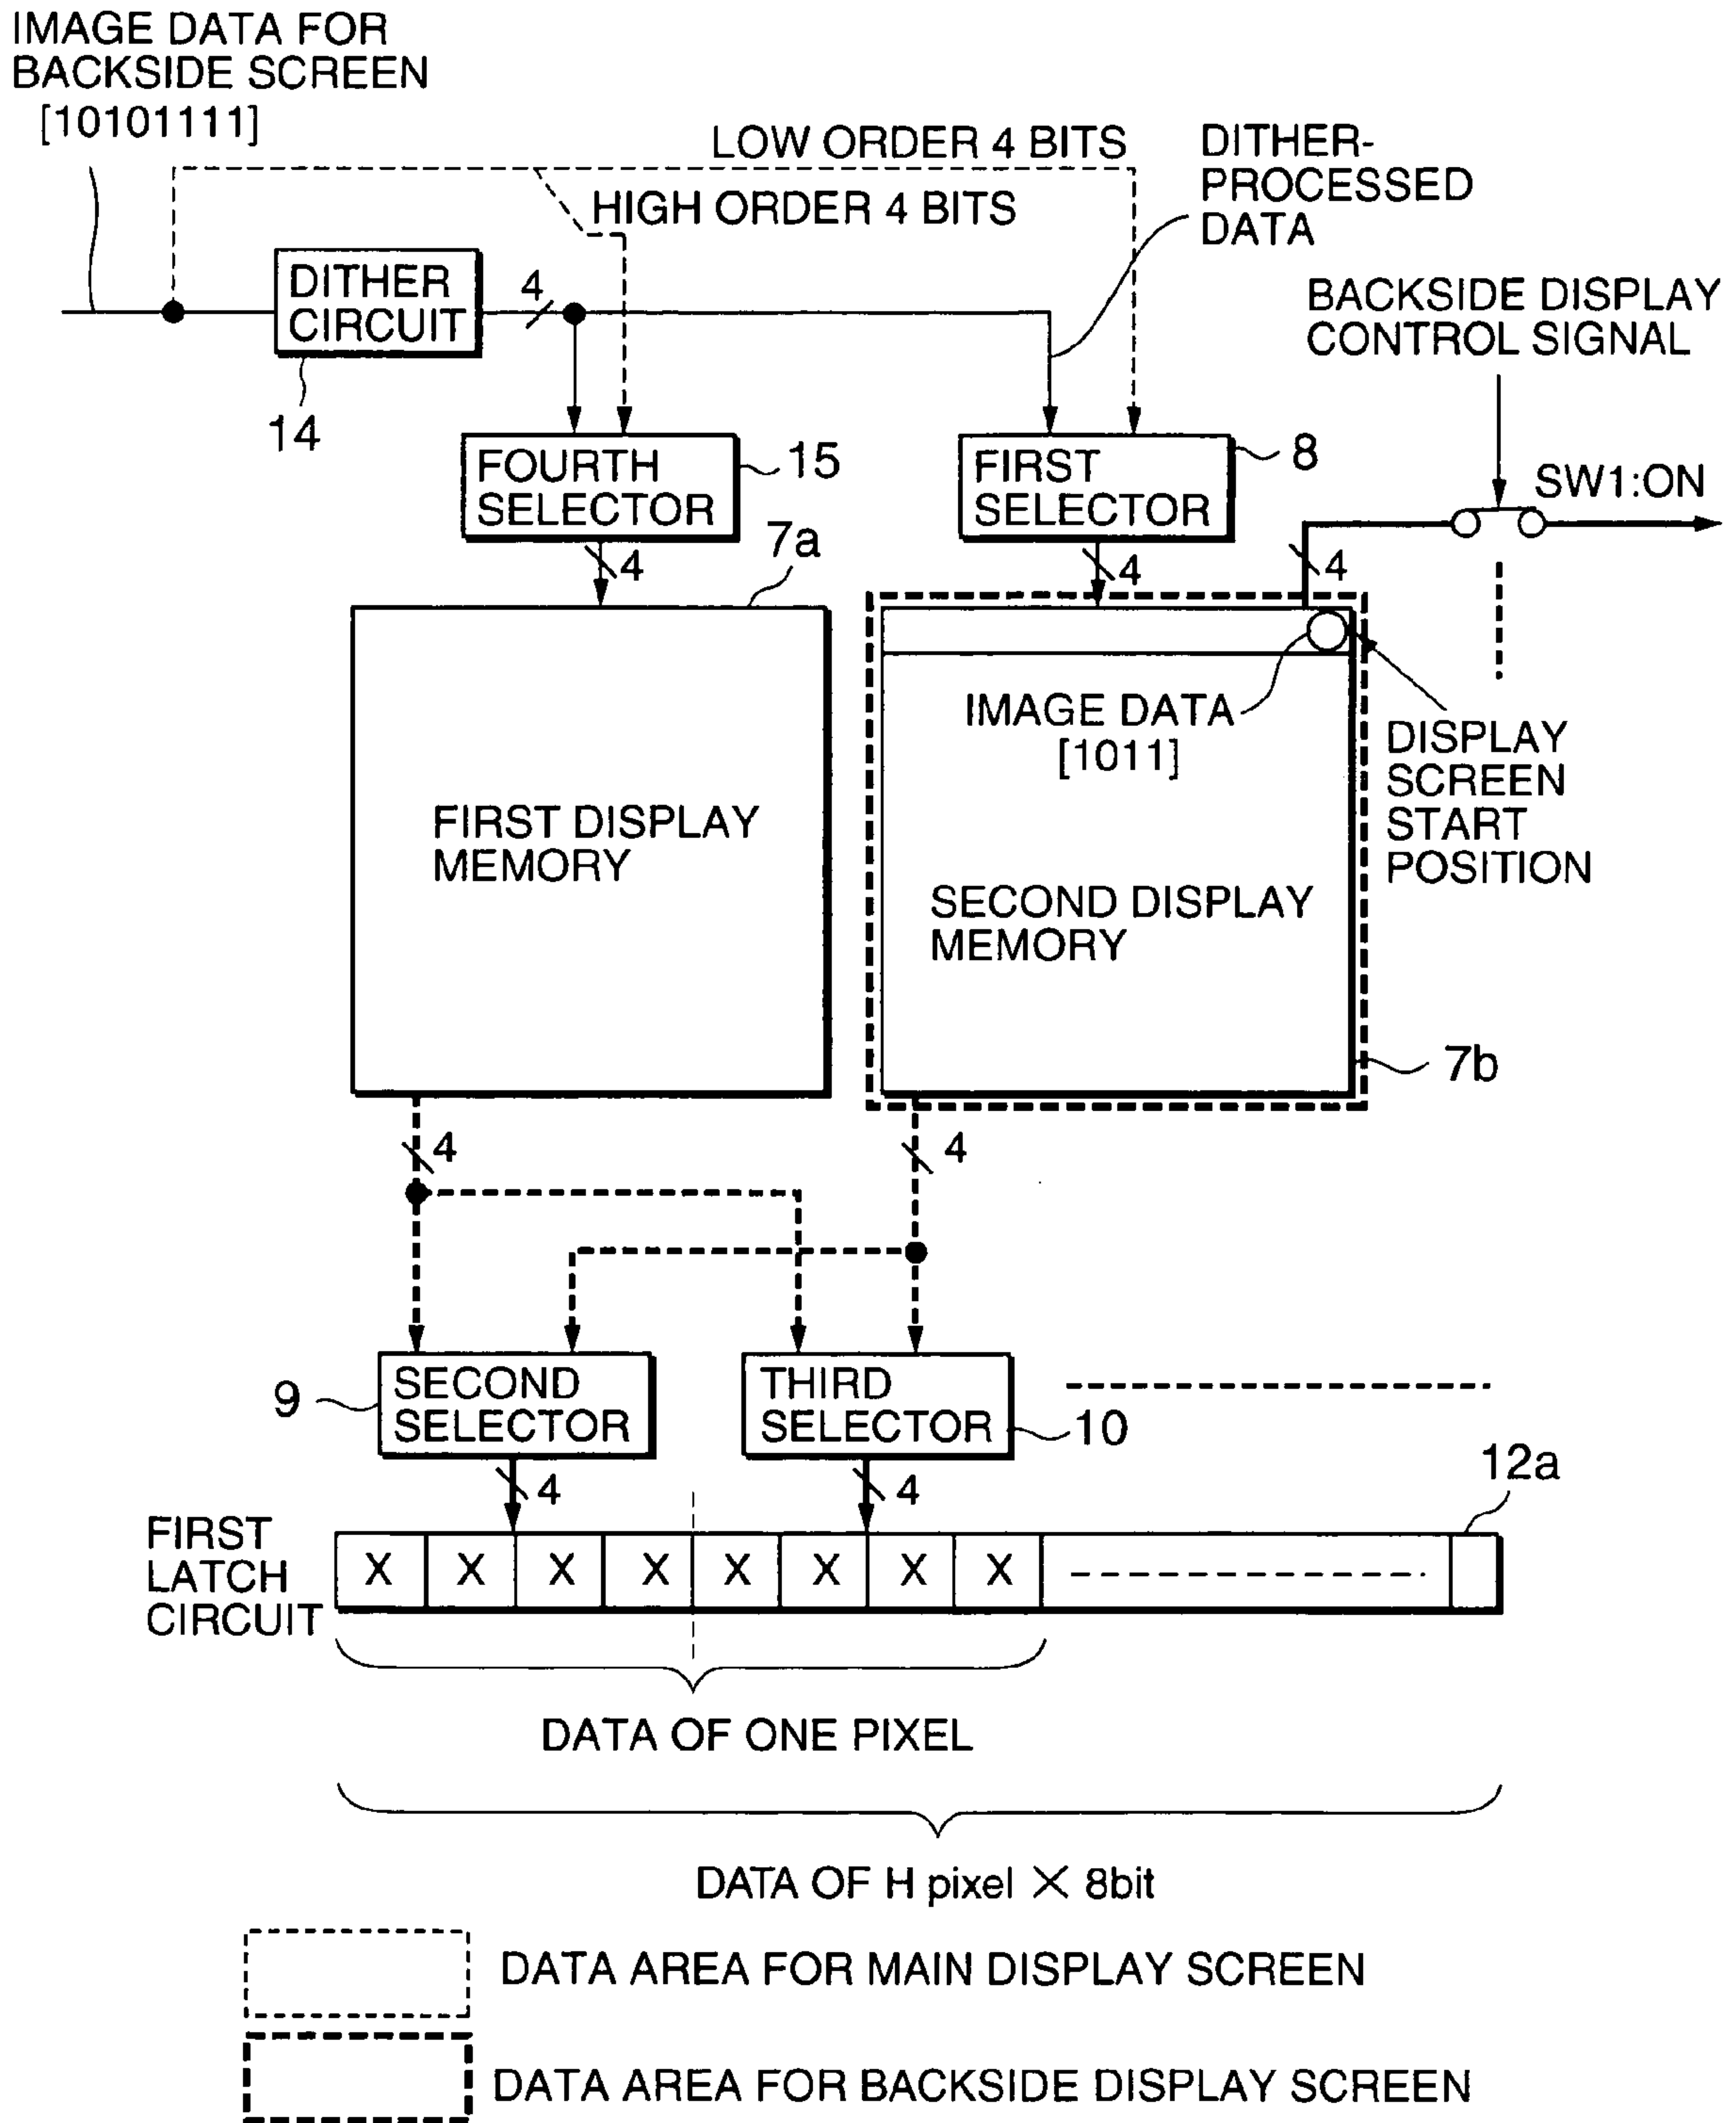 IMAGE DATA FOR
BACKSIDE SCREEN
[10101111]
LOW ORDER 4 BITS
HIGH ORDER 4 BITS
DITHER-
PROCESSED
DATA
DITHER
CIRCUIT
4
14
BACKSIDE DISPLAY
CONTROL SIGNAL
FOURTH
SELECTOR
15
FIRST
SELECTOR
8
SW1:ON
4
7a
4
4
IMAGE DATA
[1011]
DISPLAY
SCREEN
START
POSITION
FIRST DISPLAY
MEMORY
SECOND DISPLAY
MEMORY
7b
4
4
9
SECOND
SELECTOR
THIRD
SELECTOR
10
4
4
12a
FIRST
LATCH
CIRCUIT
X X X X X X X X
DATA OF ONE PIXEL
DATA OF H pixel X 8bit
DATA AREA FOR MAIN DISPLAY SCREEN
DATA AREA FOR BACKSIDE DISPLAY SCREEN